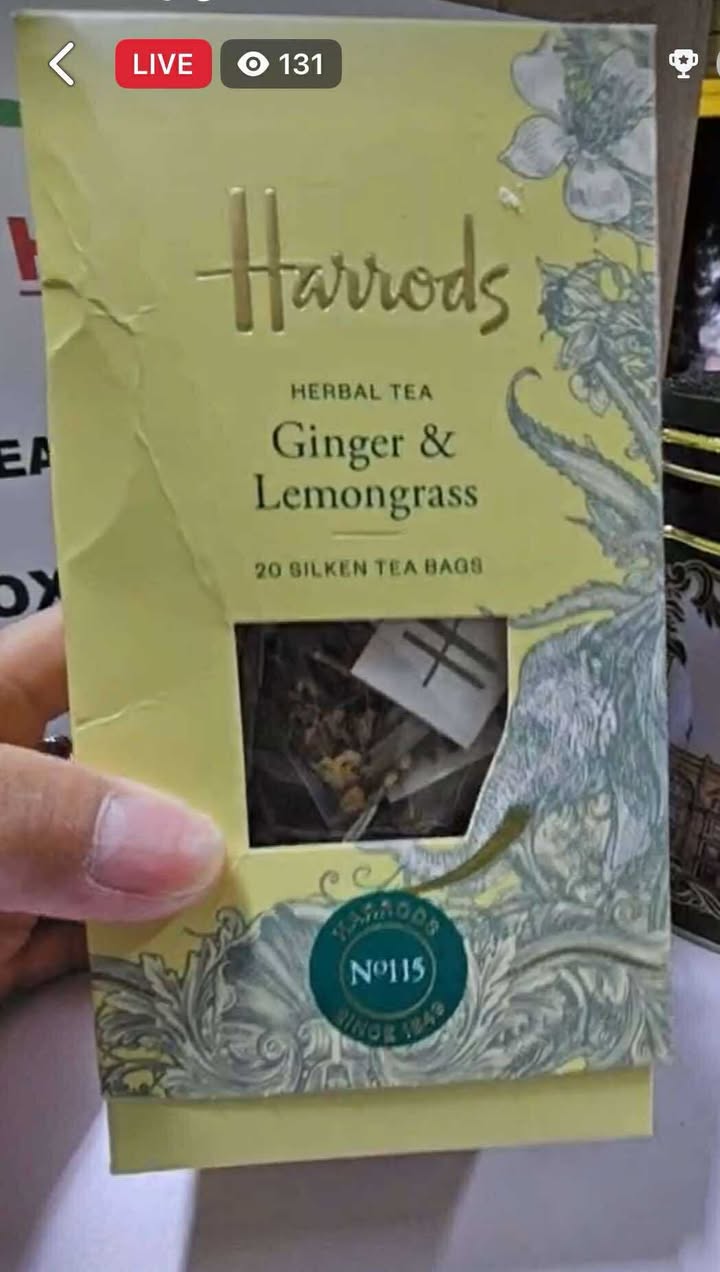 LIVE 131
Harrods
HERBAL TEA
Ginger &
Lemongrass
20 SILKEN TEA BAGS
HARRODS
Nº115
SINCE 1849